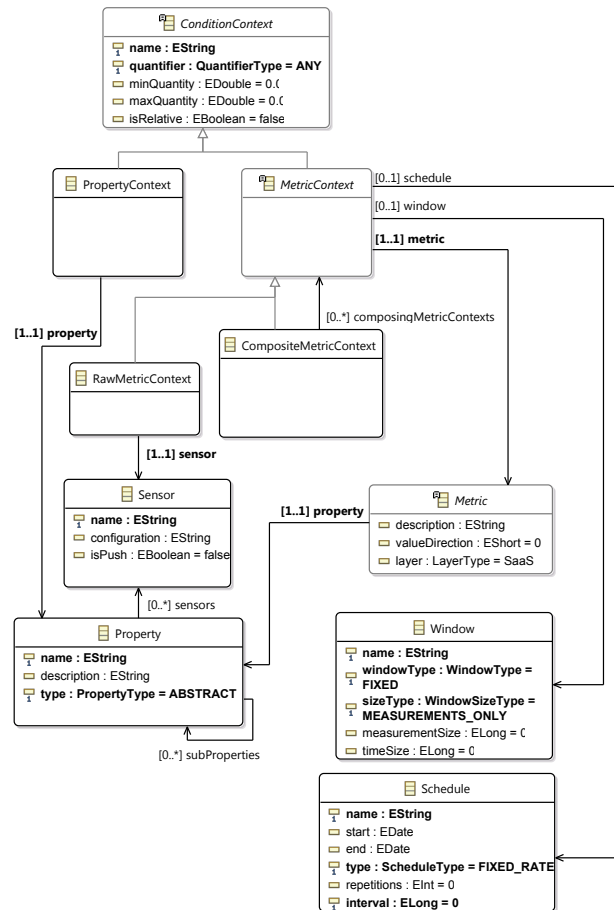 ConditionContext
name : EString
quantifier : QuantifierType = ANY
minQuantity : EDouble = 0.0
maxQuantity : EDouble = 0.0
isRelative : EBoolean = false
PropertyContext
MetricContext
[0..1] schedule
[0..1] window
[1..1] metric
[0..*] composingMetricContexts
[1..1] property
CompositeMetricContext
RawMetricContext
[1..1] sensor
Sensor
name : EString
configuration : EString
isPush : EBoolean = false
[1..1] property
Metric
description : EString
valueDirection : EShort = 0
layer : LayerType = SaaS
[0..*] sensors
Property
name : EString
description : EString
type : PropertyType = ABSTRACT
[0..*] subProperties
Window
name : EString
windowType : WindowType =
FIXED
sizeType : WindowSizeType =
MEASUREMENTS_ONLY
measurementSize : ELong = 0
timeSize : ELong = 0
Schedule
name : EString
start : EDate
end : EDate
type : ScheduleType = FIXED_RATE
repetitions : EInt = 0
interval : ELong = 0